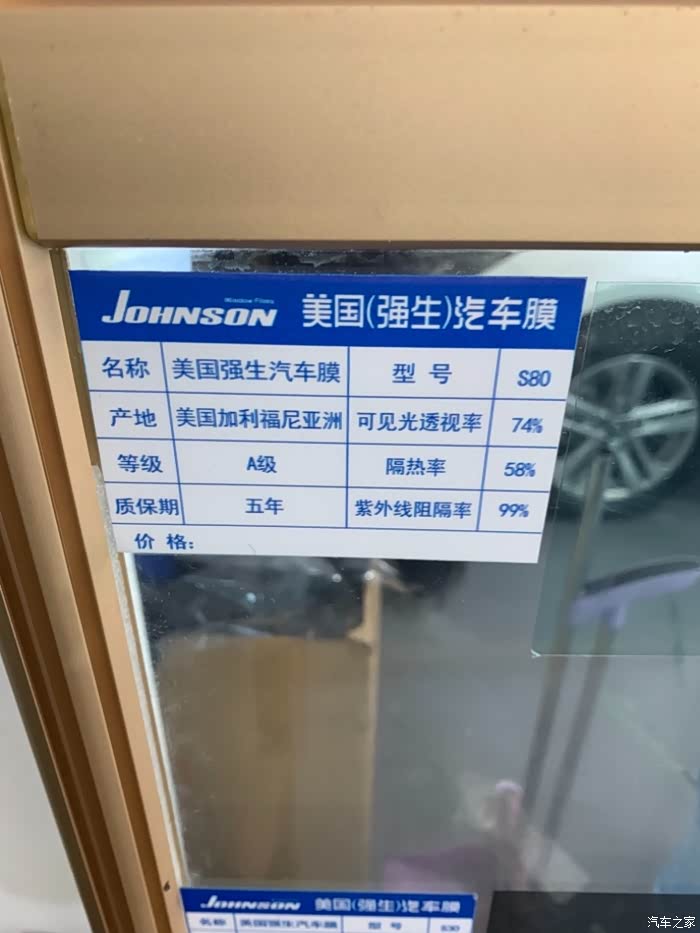 Window Films
JOHNSON 美国(强生)汽车膜
名称 美国强生汽车膜 型号 S80
产地 美国加利福尼亚洲 可见光透视率 74%
等级 A级 隔热率 58%
质保期 五年 紫外线阻隔率 99%
价格:
JOHNSON 美国(强生)汽车膜
名称 美国强生汽车膜 型号
汽车之家